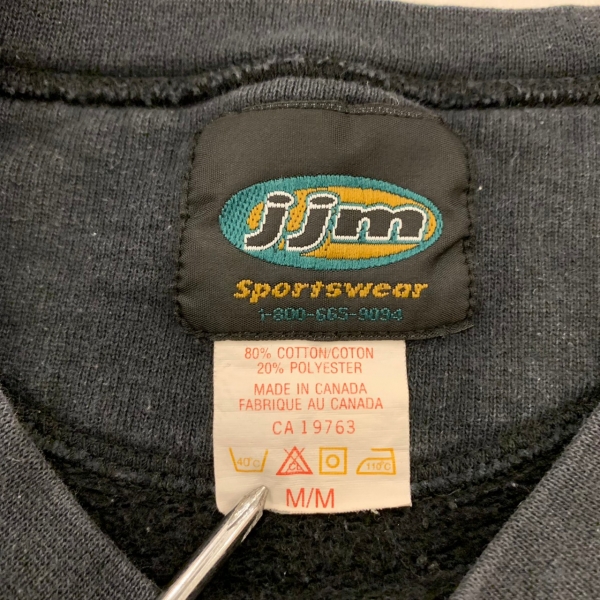 jjm
Sportswear
1-800-665-9094
80% COTTON/COTON
20% POLYESTER
MADE IN CANADA
FABRIQUE AU CANADA
CA 19763
40°C CL 110°C
M/M